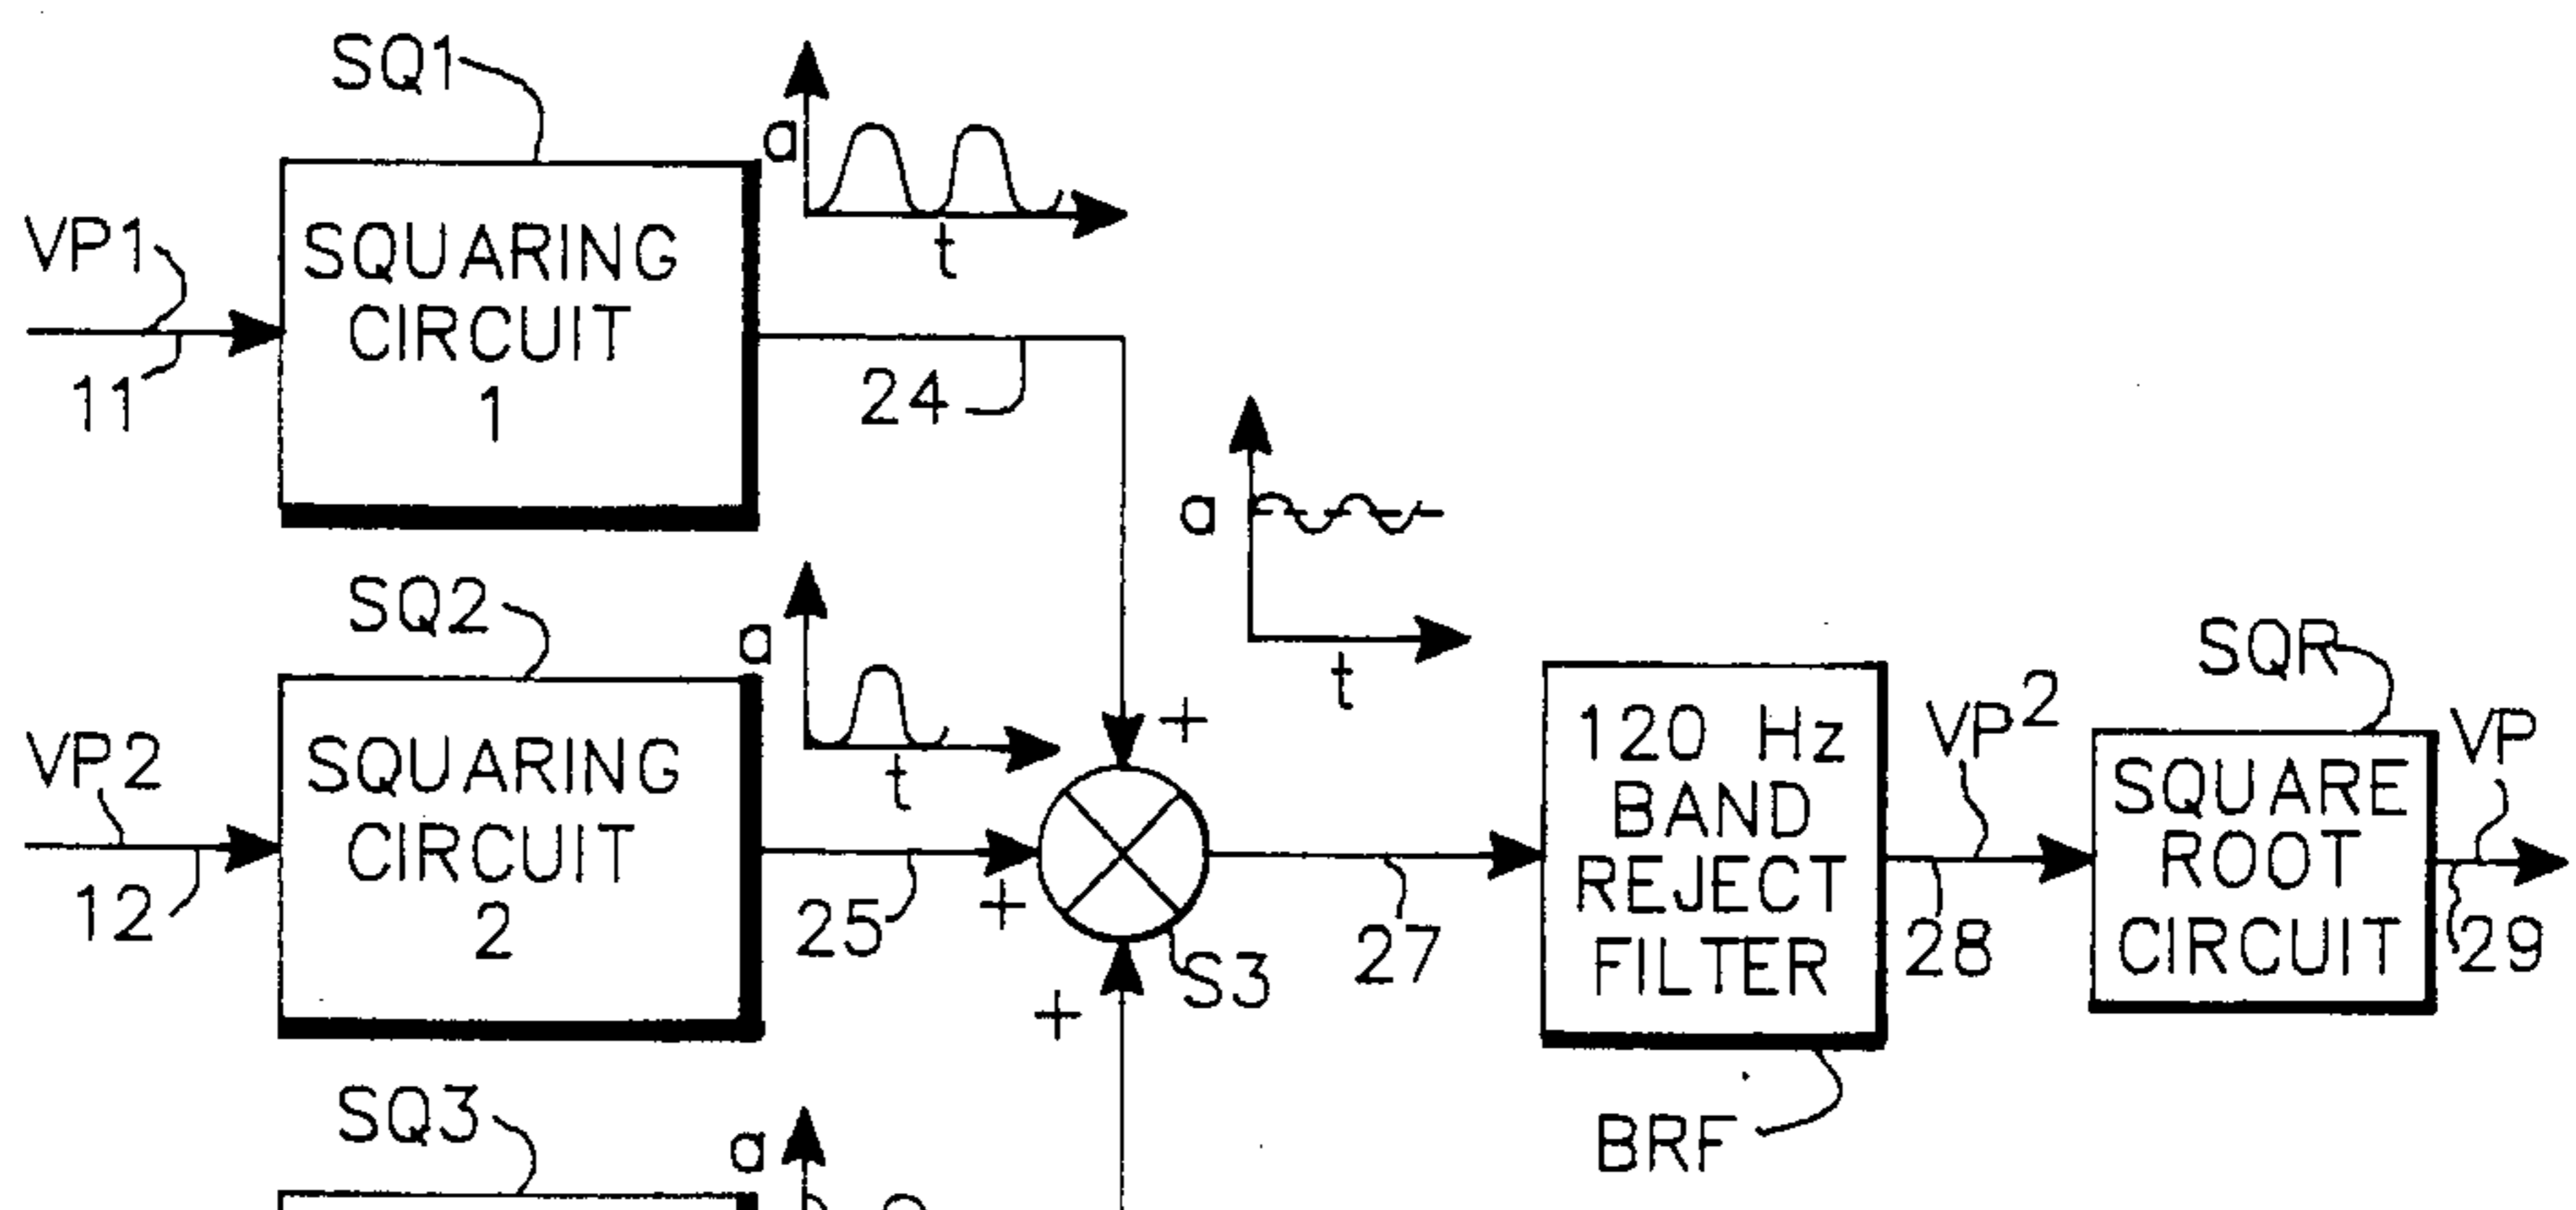 SQ1
a
t
VP1
11
SQUARING
CIRCUIT
1
24
a
t
SQ2
a
t
VP2
12
SQUARING
CIRCUIT
2
25
+
+
+
S3
27
120 Hz
BAND
REJECT
FILTER
BRF
VP²
28
SQR
SQUARE
ROOT
CIRCUIT
VP
29
SQ3
a